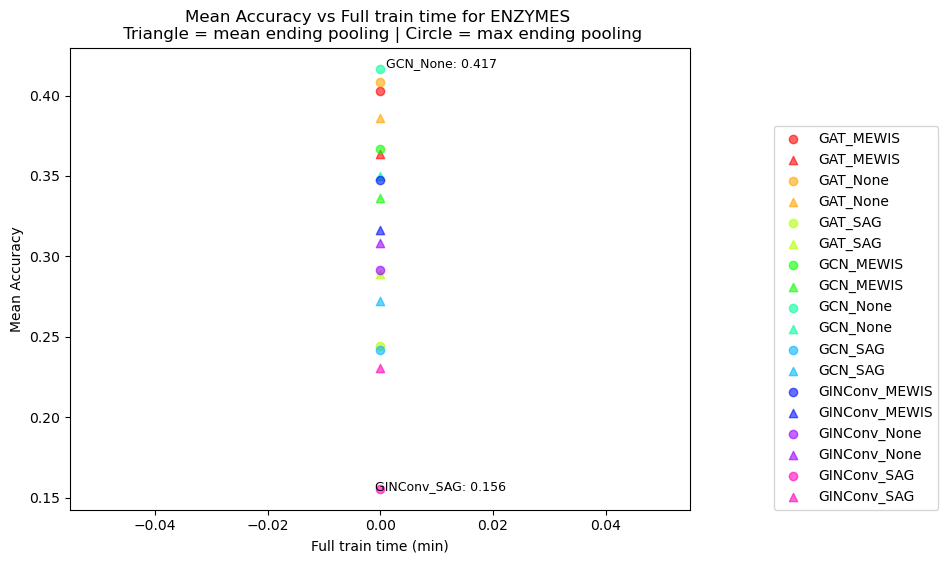 Mean Accuracy vs Full train time for ENZYMES
Triangle = mean ending pooling | Circle = max ending pooling
GCN_None: 0.417
GINConv_SAG: 0.156
Mean Accuracy
0.40
0.35
0.30
0.25
0.20
0.15
−0.04
−0.02
0.00
0.02
0.04
Full train time (min)
GAT_MEWIS
GAT_MEWIS
GAT_None
GAT_None
GAT_SAG
GAT_SAG
GCN_MEWIS
GCN_MEWIS
GCN_None
GCN_None
GCN_SAG
GCN_SAG
GINConv_MEWIS
GINConv_MEWIS
GINConv_None
GINConv_None
GINConv_SAG
GINConv_SAG